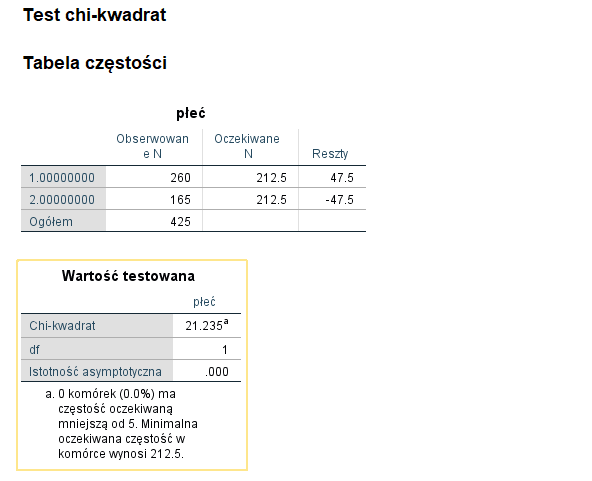 Test chi-kwadrat
Tabela częstości
płeć
Obserwowan Oczekiwane
e N N Reszty
1.00000000 260 212.5 47.5
2.00000000 165 212.5 -47.5
Ogółem 425
Wartość testowana
płeć
Chi-kwadrat 21.235a
df 1
Istotność asymptotyczna .000
a. 0 komórek (0.0%) ma
częstość oczekiwaną
mniejszą od 5. Minimalna
oczekiwana częstość w
komórce wynosi 212.5.